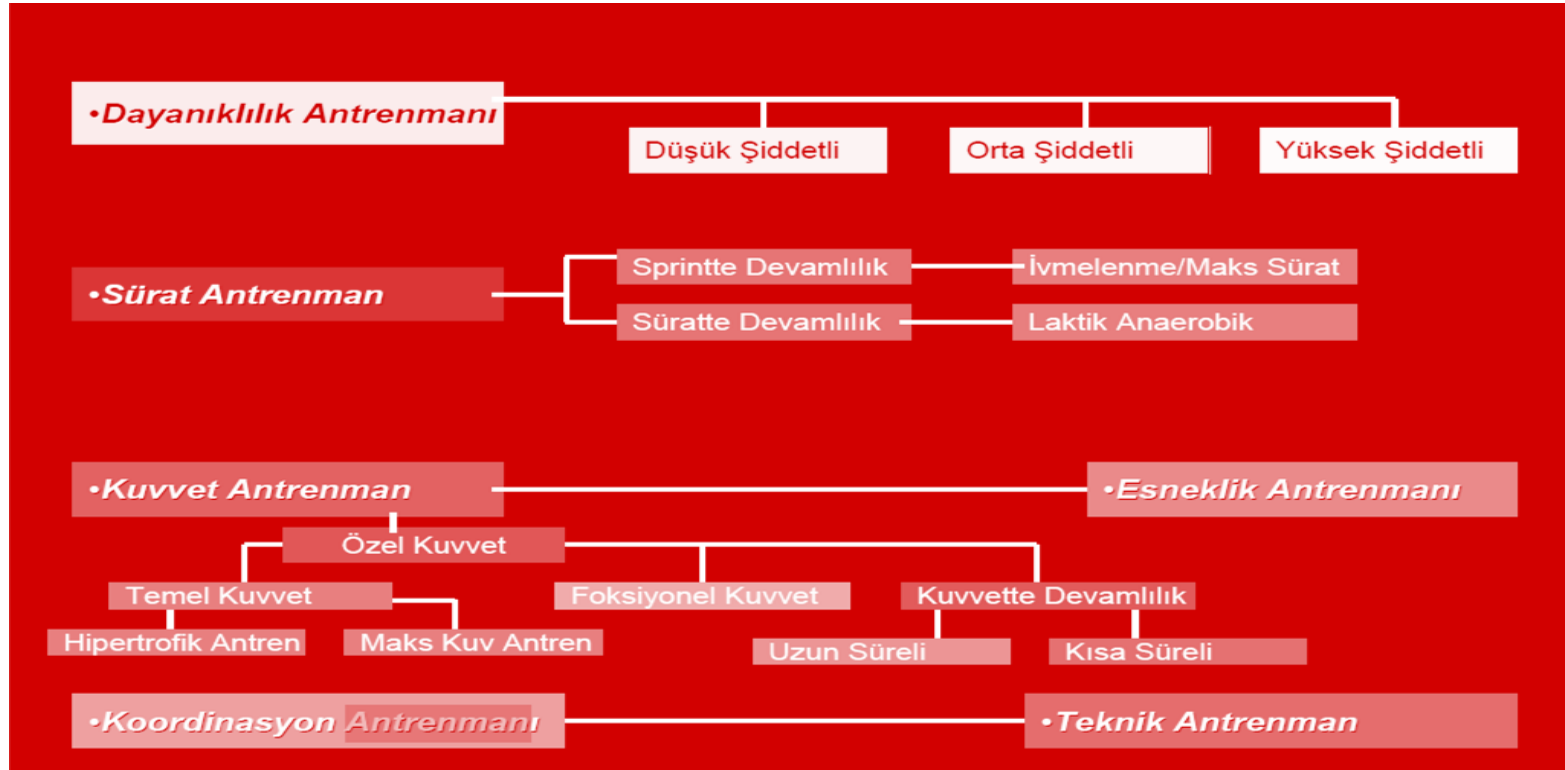 •Dayanıklılık Antrenmanı
Düşük Şiddetli
Orta Şiddetli
Yüksek Şiddetli
•Sürat Antrenman
Sprintte Devamlılık
İvmelenme/Maks Sürat
Süratte Devamlılık
Laktik Anaerobik
•Kuvvet Antrenman
•Esneklik Antrenmanı
Özel Kuvvet
Temel Kuvvet
Foksiyonel Kuvvet
Kuvvette Devamlılık
Hipertrofik Antren
Maks Kuv Antren
Uzun Süreli
Kısa Süreli
•Koordinasyon Antrenmanı
•Teknik Antrenman